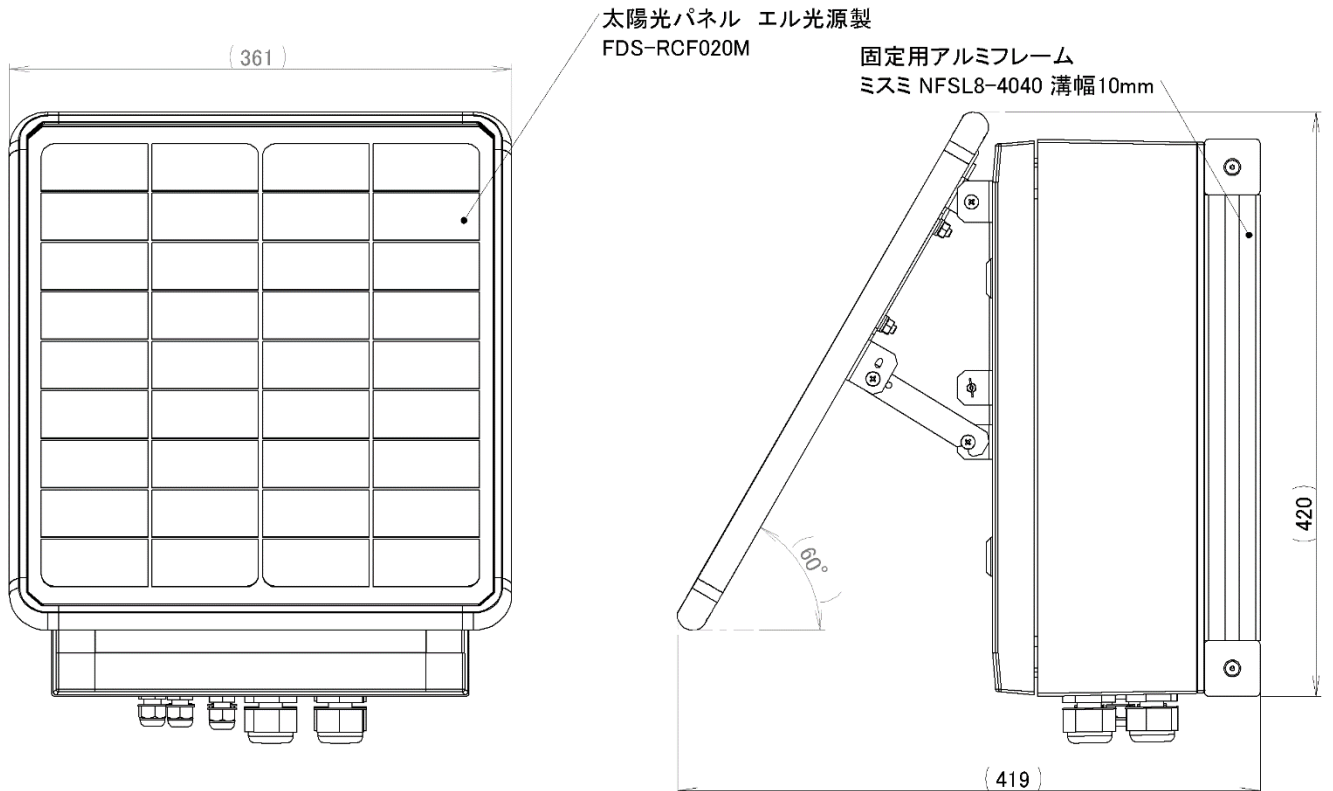 太陽光パネル エル光源製
FDS-RCF020M
(361)
固定用アルミフレーム
ミスミ NFSL8-4040 溝幅10mm
(60°)
(420)
(419)